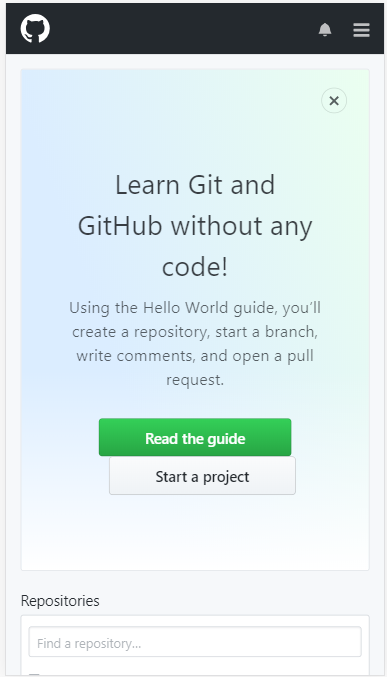 Learn Git and
GitHub without any
code!
Using the Hello World guide, you’ll
create a repository, start a branch,
write comments, and open a pull
request.
Read the guide
Start a project
Repositories
Find a repository…